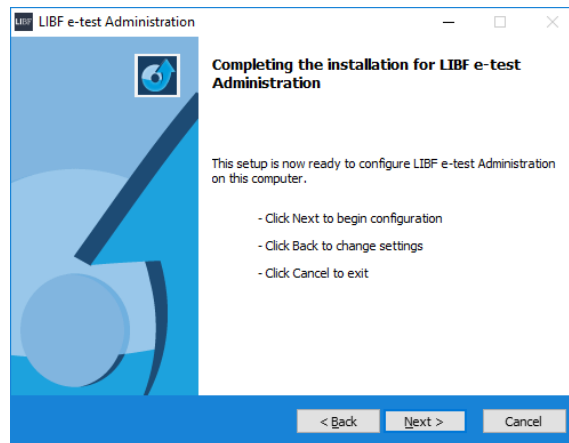 LIBF LIBF e-test Administration
Completing the installation for LIBF e-test
Administration
This setup is now ready to configure LIBF e-test Administration
on this computer.
- Click Next to begin configuration
- Click Back to change settings
- Click Cancel to exit
< Back Next > Cancel